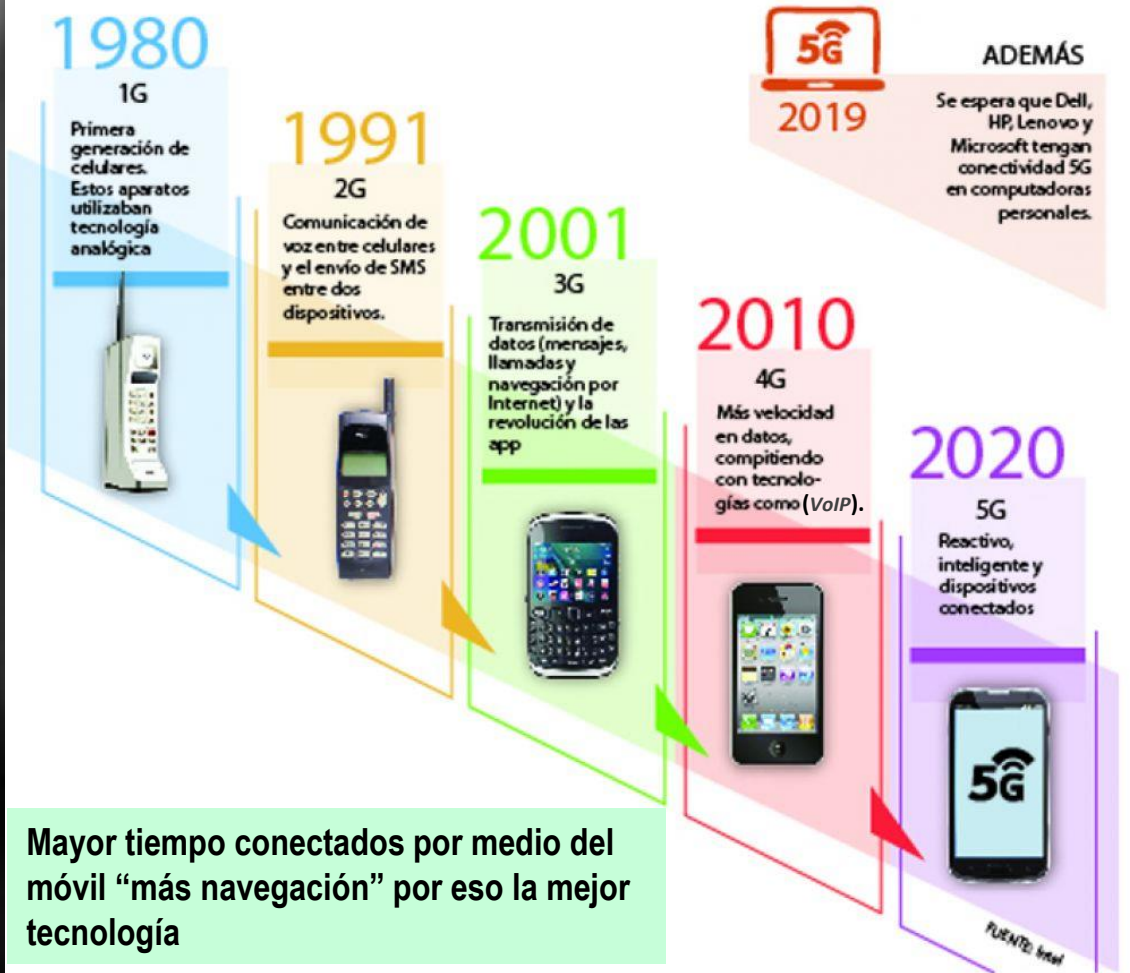 1980
1G
Primera
generación de
celulares.
Estos aparatos
utilizaban
tecnología
analógica
1991
2G
Comunicación de
voz entre celulares
y el envío de SMS
entre dos
dispositivos.
2001
3G
Transmisión de
datos (mensajes,
llamadas y
navegación por
Internet) y la
revolución de las
app
2010
4G
Más velocidad
en datos,
compitiendo
con tecnolo-
gías como (VoIP).
2020
5G
Reactivo,
inteligente y
dispositivos
conectados
5G
5G
2019
ADEMÁS
Se espera que Dell,
HP, Lenovo y
Microsoft tengan
conectividad 5G
en computadoras
personales.
Mayor tiempo conectados por medio del
móvil “más navegación” por eso la mejor
tecnología
FUENTE: Intel